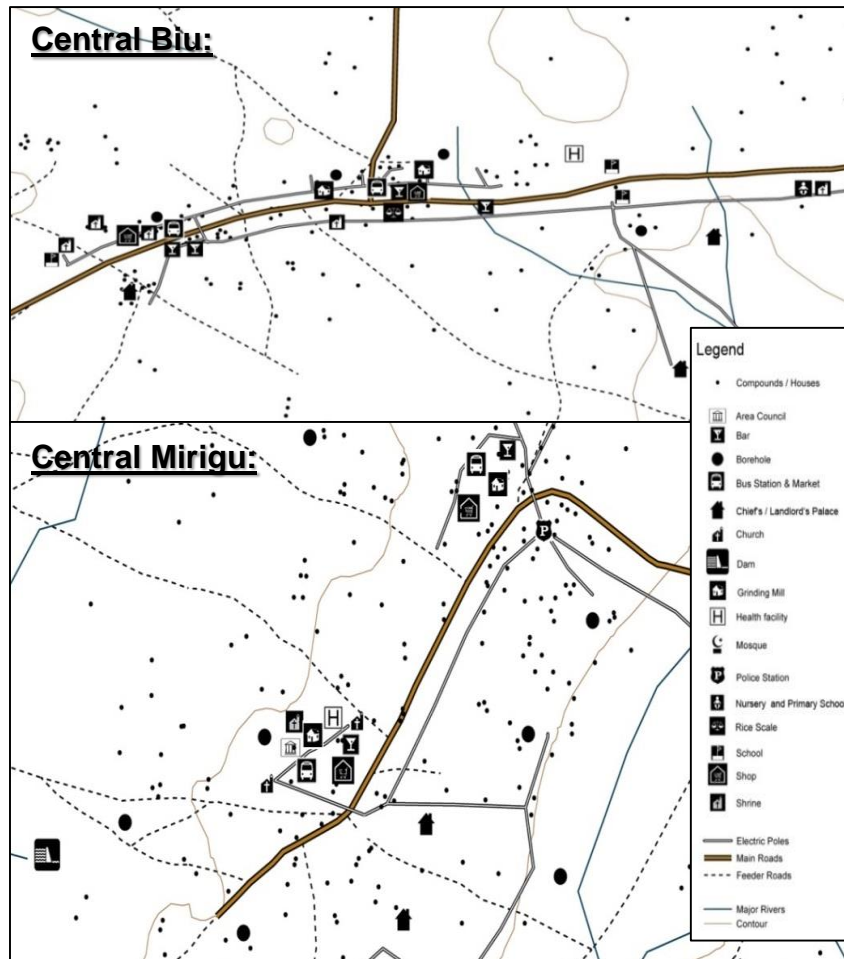 Central Biu:
Central Mirigu:
H
P
H
Legend
Compounds / Houses
Area Council
Bar
Borehole
Bus Station & Market
Chief's / Landlord's Palace
Church
Dam
Grinding Mill
H Health facility
Mosque
P Police Station
Nursery and Primary School
Rice Scale
School
Shop
Shrine
Electric Poles
Main Roads
Feeder Roads
Major Rivers
Contour